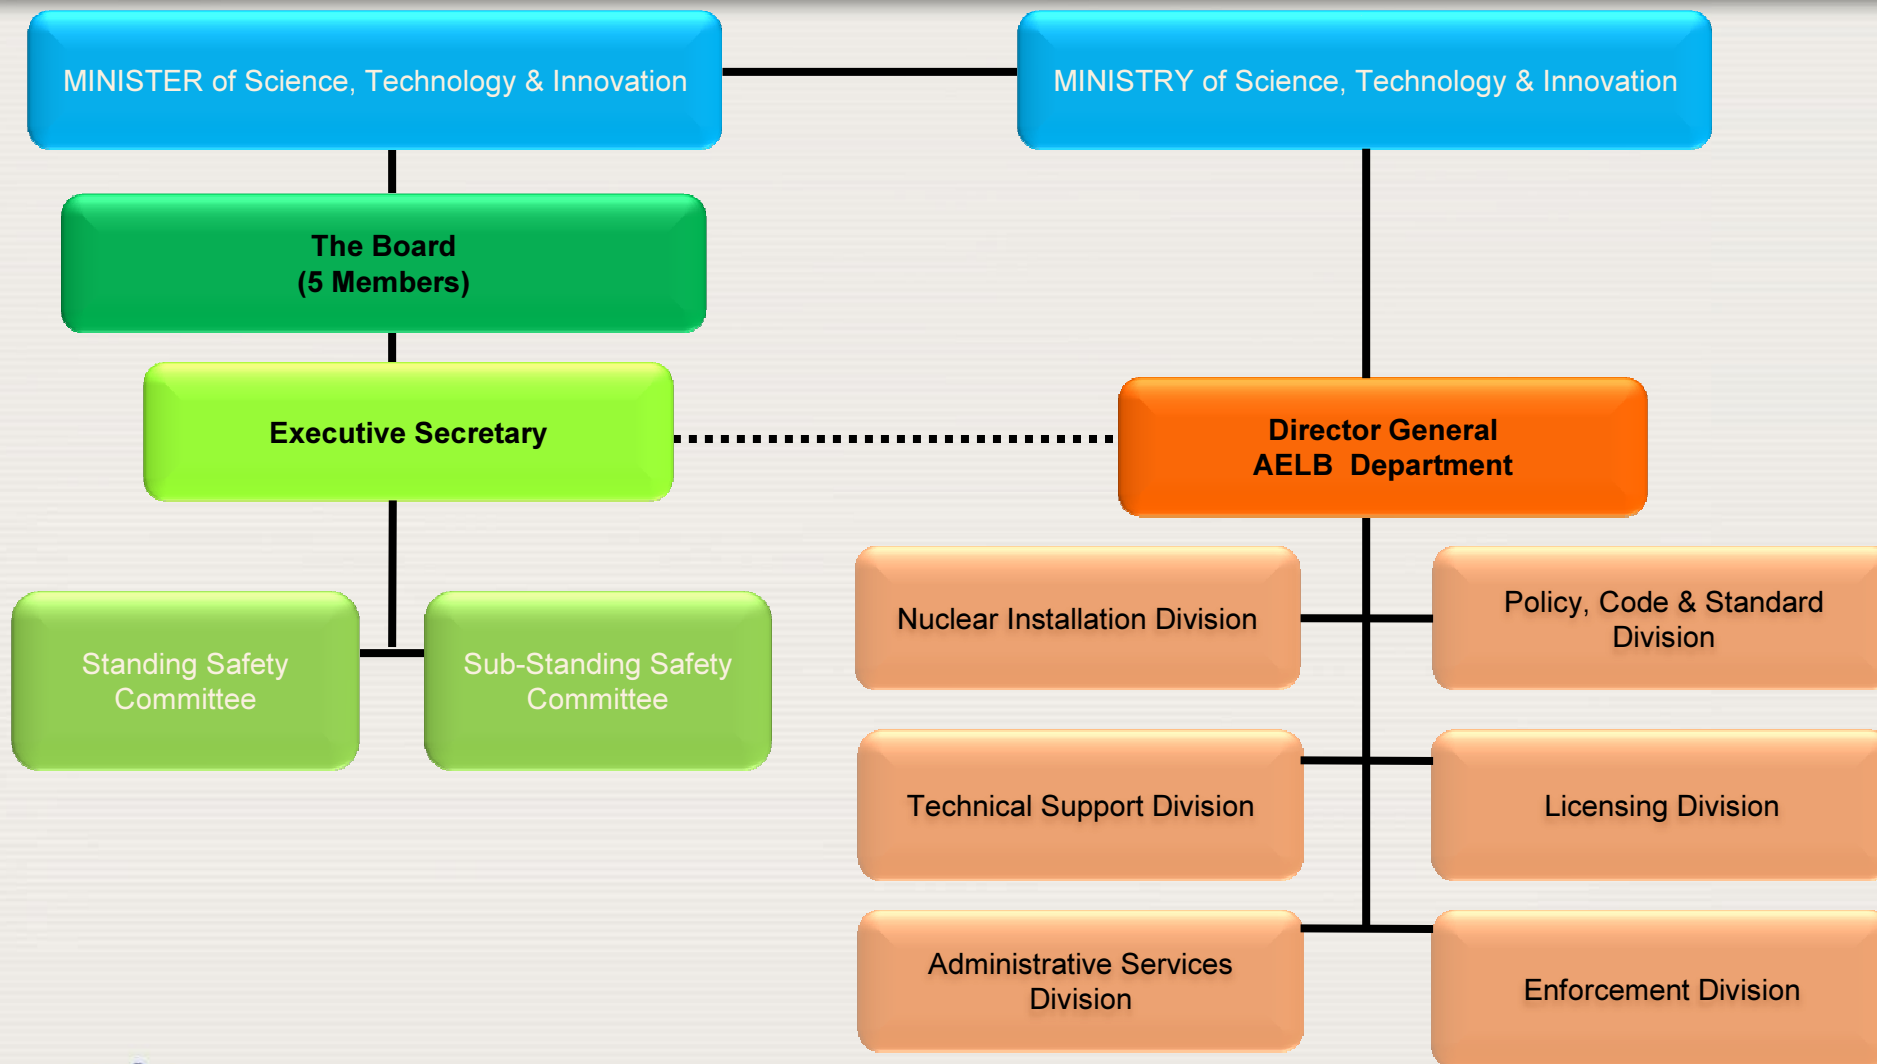 MINISTER of Science, Technology & Innovation
MINISTRY of Science, Technology & Innovation
The Board
(5 Members)
Executive Secretary
Director General
AELB Department
Standing Safety
Committee
Sub-Standing Safety
Committee
Nuclear Installation Division
Policy, Code & Standard
Division
Technical Support Division
Licensing Division
Administrative Services
Division
Enforcement Division